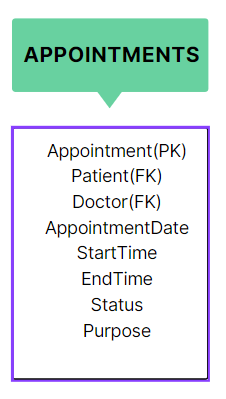 APPOINTMENTS
Appointment(PK)
Patient(FK)
Doctor(FK)
AppointmentDate
StartTime
EndTime
Status
Purpose